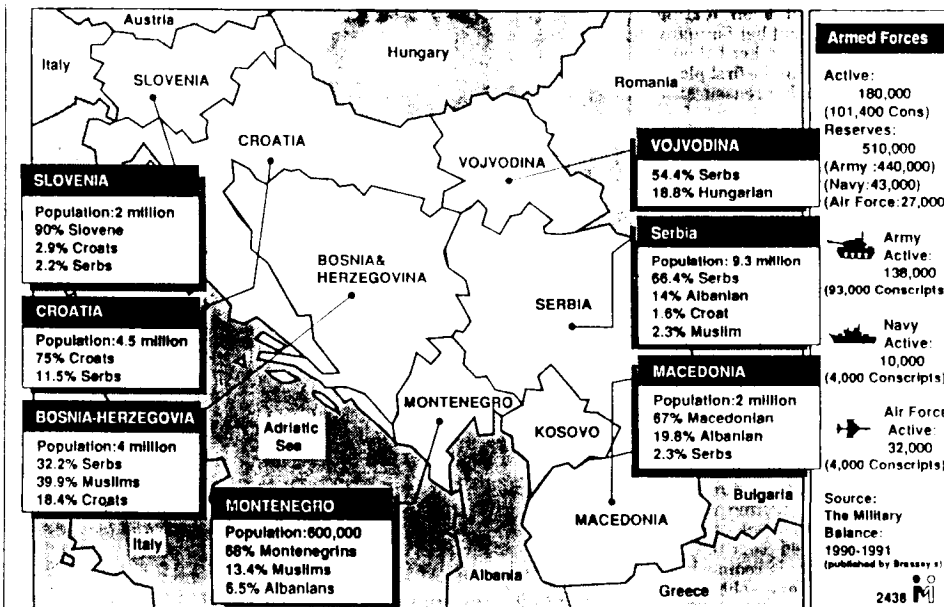 Austria
Italy
SLOVENIA
Hungary
Romania
CROATIA
VOJVODINA
BOSNIA&
HERZEGOVINA
SERBIA
MONTENEGRO
KOSOVO
Adriatic
Sea
MACEDONIA
Italy
Albania
Bulgaria
Greece
SLOVENIA
Population:2 million
90% Slovene
2.9% Croats
2.2% Serbs
CROATIA
Population:4.5 million
75% Croats
11.5% Serbs
BOSNIA-HERZEGOVIA
Population:4 million
32.2% Serbs
39.9% Muslims
18.4% Croats
MONTENEGRO
Population:600,000
68% Montenegrins
13.4% Muslims
6.5% Albanians
VOJVODINA
54.4% Serbs
18.8% Hungarian
Serbia
Population: 9.3 million
66.4% Serbs
14% Albanian
1.6% Croat
2.3% Muslim
MACEDONIA
Population:2 million
67% Macedonian
19.8% Albanian
2.3% Serbs
Armed Forces
Active:
180,000
(101,400 Cons)
Reserves:
510,000
(Army :440,000)
(Navy:43,000)
(Air Force:27,000
Army
Active:
138,000
(93,000 Conscripts
Navy
Active:
10,000
(4,000 Conscripts)
Air Force
Active:
32,000
(4,000 Conscripts)
Source:
The Military
Balance:
1990-1991
(published by Brassey s)
2438